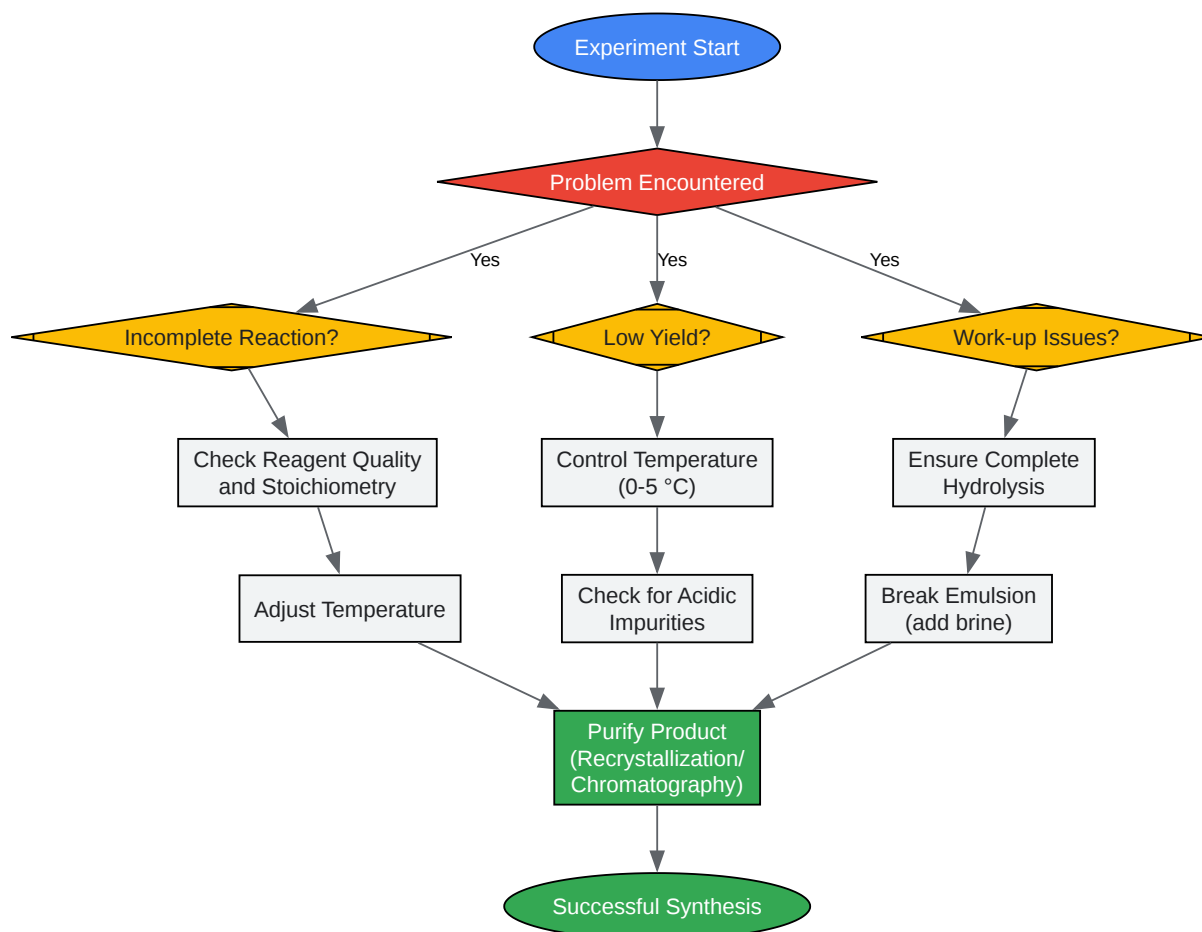 Experiment Start
Problem Encountered
Yes
Yes
Yes
Incomplete Reaction?
Low Yield?
Work-up Issues?
Check Reagent Quality
and Stoichiometry
Control Temperature
(0-5 °C)
Ensure Complete
Hydrolysis
Adjust Temperature
Check for Acidic
Impurities
Break Emulsion
(add brine)
Purify Product
(Recrystallization/
Chromatography)
Successful Synthesis